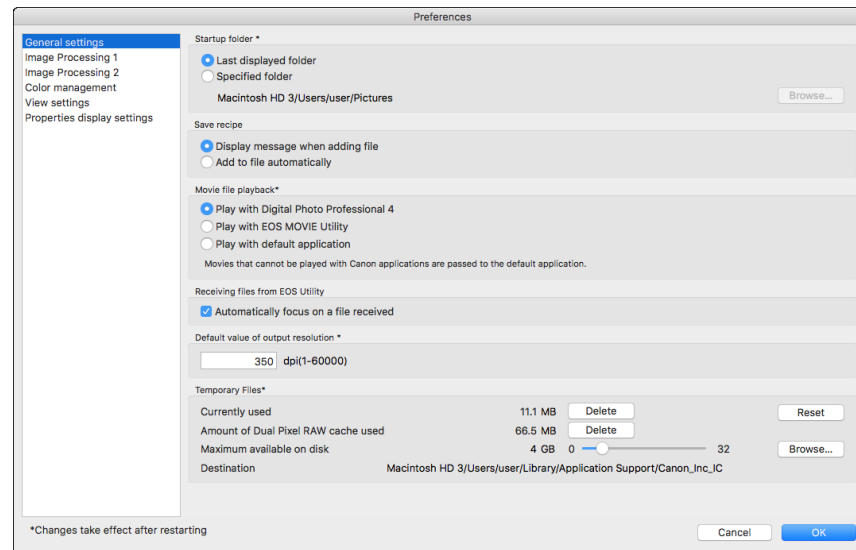 Preferences
General settings
Image Processing 1
Image Processing 2
Color management
View settings
Properties display settings
Startup folder *
Last displayed folder
Specified folder
Macintosh HD 3/Users/user/Pictures
Browse...
Save recipe
Display message when adding file
Add to file automatically
Movie file playback*
Play with Digital Photo Professional 4
Play with EOS MOVIE Utility
Play with default application
Movies that cannot be played with Canon applications are passed to the default application.
Receiving files from EOS Utility
Automatically focus on a file received
Default value of output resolution *
350 dpi(1-60000)
Temporary Files*
Currently used 11.1 MB Delete Reset
Amount of Dual Pixel RAW cache used 66.5 MB Delete
Maximum available on disk 4 GB 0 32 Browse...
Destination Macintosh HD 3/Users/user/Library/Application Support/Canon_Inc_IC
*Changes take effect after restarting
Cancel OK